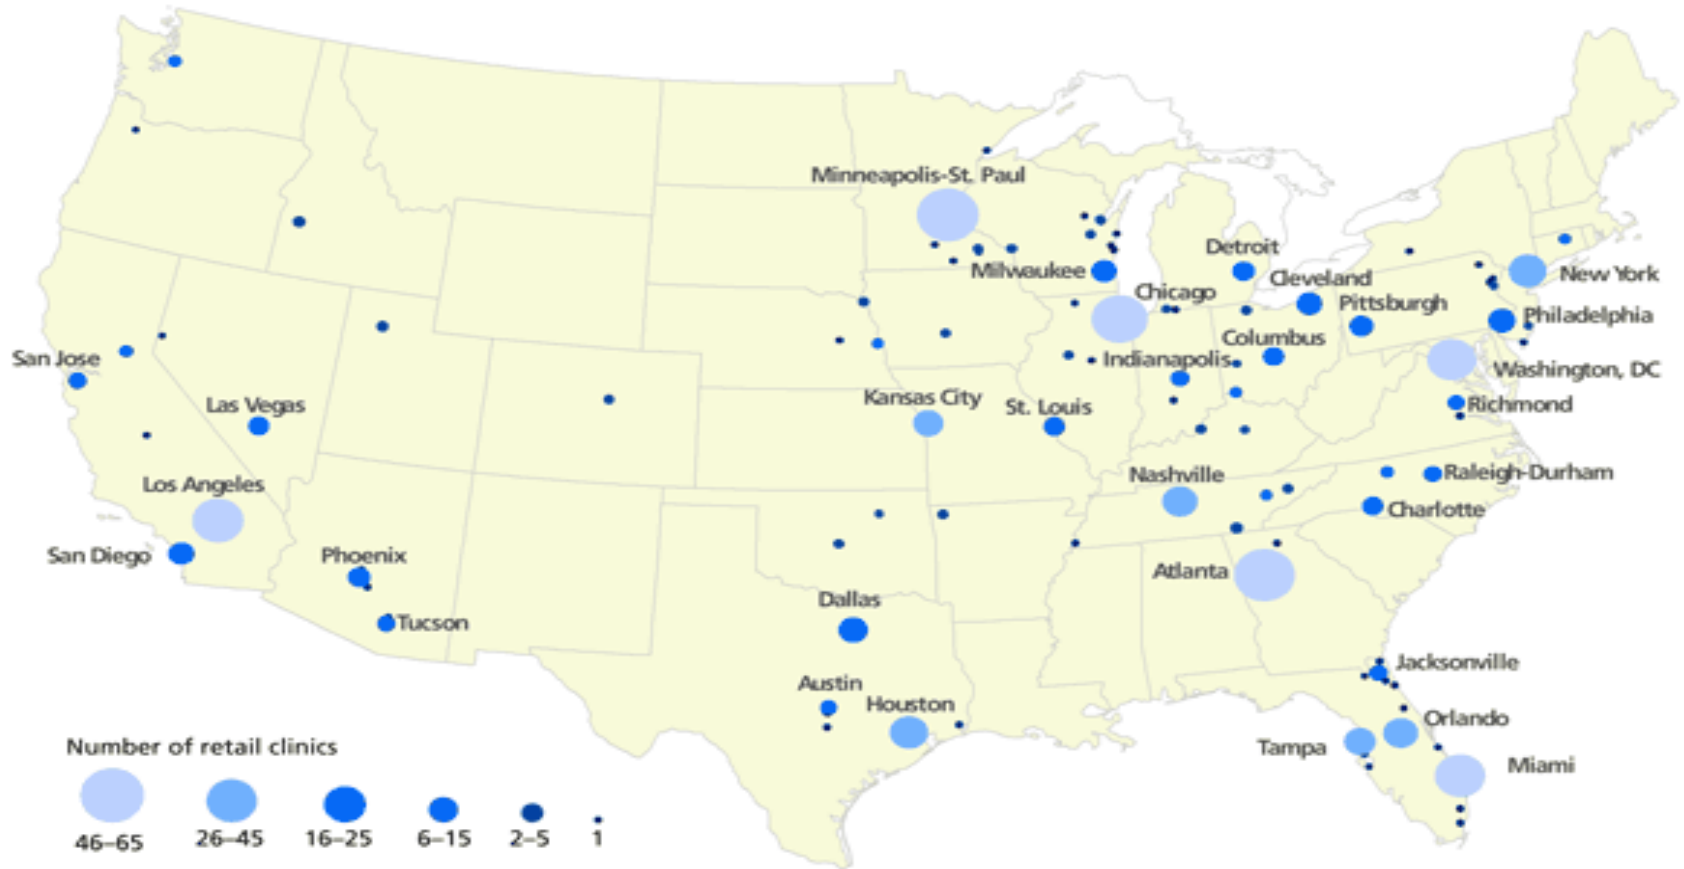 Minneapolis-St. Paul
Detroit
Milwaukee
Cleveland
New York
Chicago
Pittsburgh
Philadelphia
Columbus
San Jose
Indianapolis
Washington, DC
Las Vegas
Kansas City
St. Louis
Richmond
Los Angeles
Nashville
Raleigh-Durham
Charlotte
San Diego
Phoenix
Atlanta
Dallas
Tucson
Jacksonville
Austin
Houston
Orlando
Tampa
Miami
Number of retail clinics
46–65
26–45
16–25
6–15
2–5
1